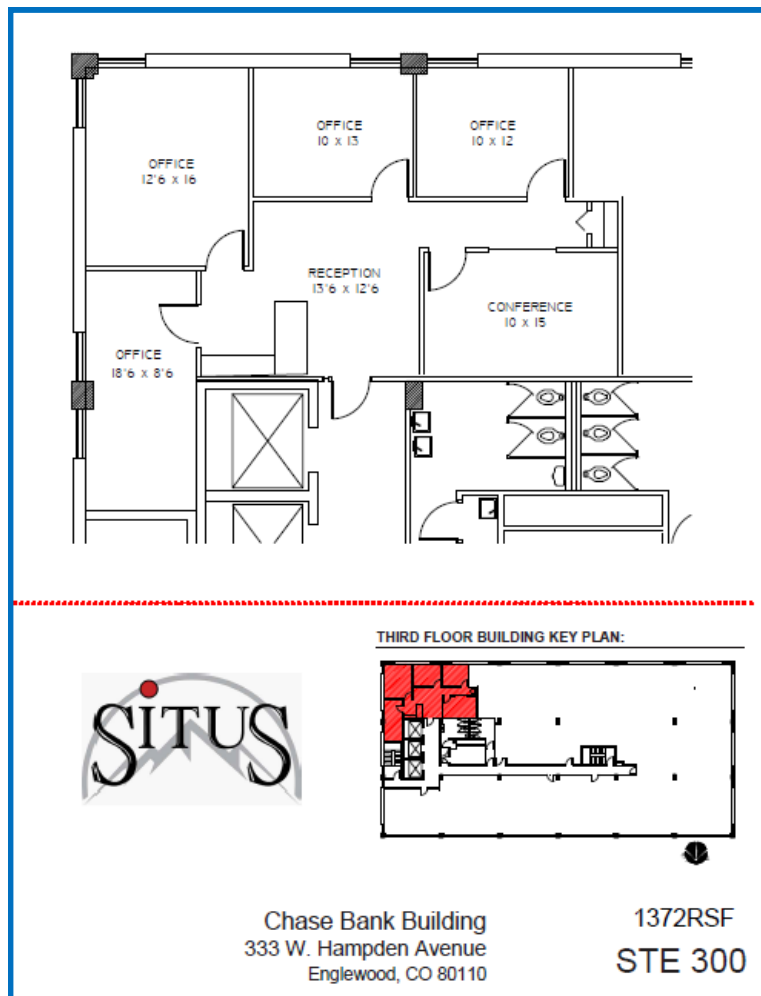 OFFICE
10 x 13
OFFICE
10 x 12
OFFICE
12'6 x 16
RECEPTION
13'6 x 12'6
CONFERENCE
10 x 15
OFFICE
18'6 x 8'6
THIRD FLOOR BUILDING KEY PLAN:
SITUS
Chase Bank Building
333 W. Hampden Avenue
Englewood, CO 80110
1372RSF
STE 300